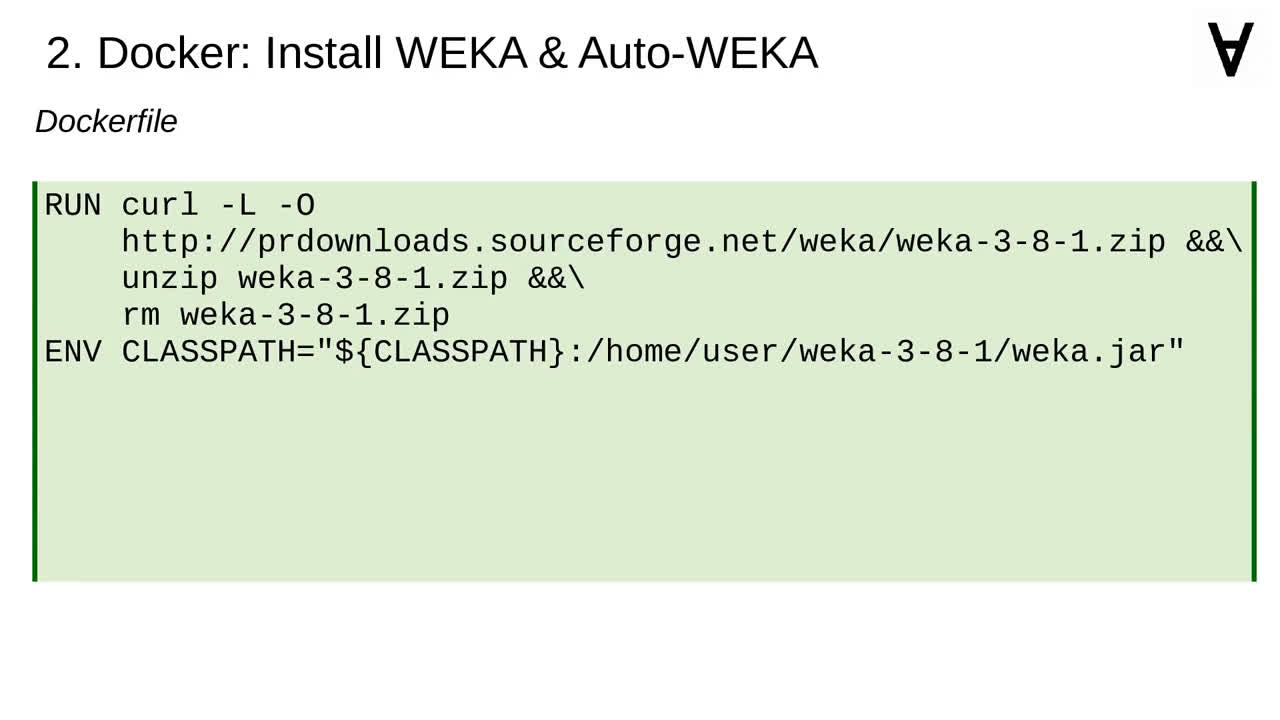 2. Docker: Install WEKA & Auto-WEKA
Dockerfile
RUN curl -L -O
http://prdownloads.sourceforge.net/weka/weka-3-8-1.zip &&\
unzip weka-3-8-1.zip &&\
rm weka-3-8-1.zip
ENV CLASSPATH="${CLASSPATH}:/home/user/weka-3-8-1/weka.jar"